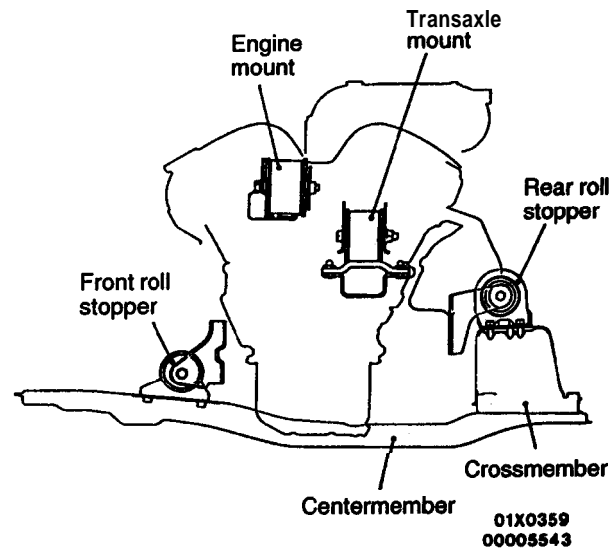 Transaxle
mount
Engine
mount
Rear roll
stopper
Front roll
stopper
Crossmember
Centermember
01X0359
00005543